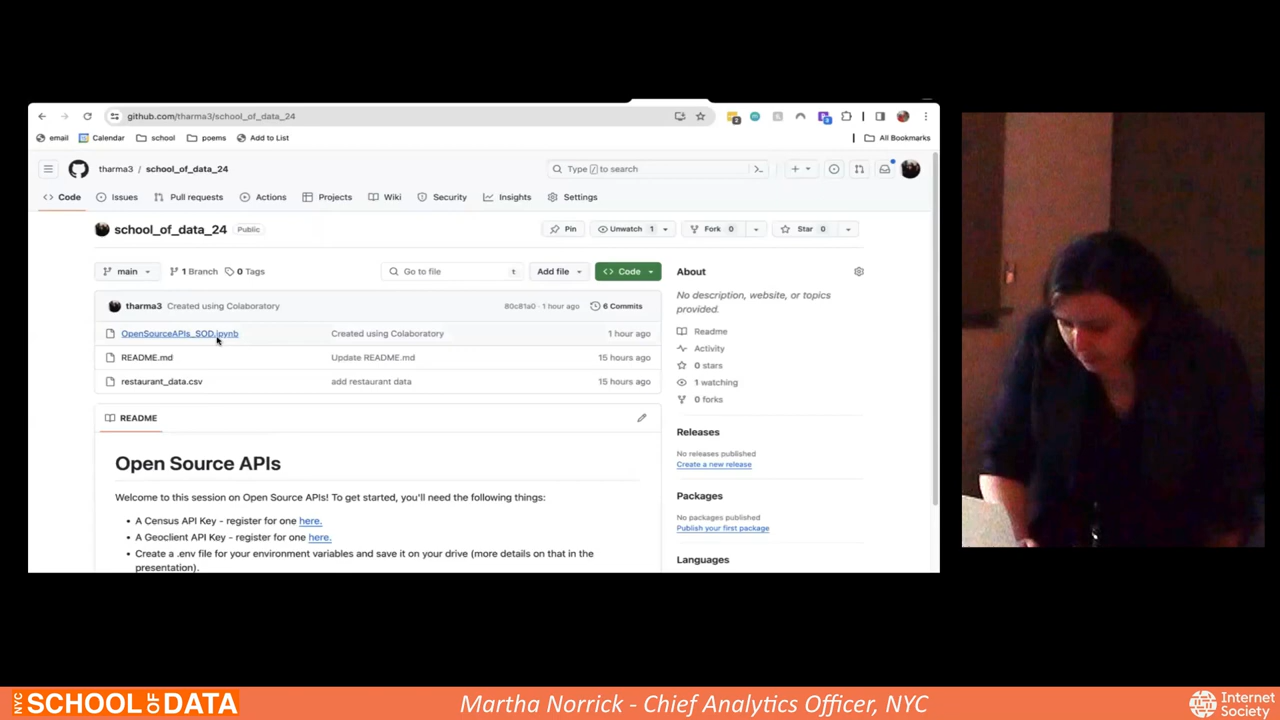 github.com/tharma3/school_of_data_24
email
Calendar
school
poems
Add to List
All Bookmarks
tharma3 / school_of_data_24
Type / to search
Code
Issues
Pull requests
Actions
Projects
Wiki
Security
Insights
Settings
school_of_data_24
Public
Pin
Unwatch 1
Fork 0
Star 0
main
1 Branch
0 Tags
Go to file t
Add file
Code
tharma3 Created using Colaboratory
80c81a0 · 1 hour ago
6 Commits
OpenSourceAPIs_SOD.ipynb Created using Colaboratory 1 hour ago
README.md Update README.md 15 hours ago
restaurant_data.csv add restaurant data 15 hours ago
README
Open Source APIs
Welcome to this session on Open Source APIs! To get started, you'll need the following things:
• A Census API Key - register for one here.
• A Geoclient API Key - register for one here.
• Create a .env file for your environment variables and save it on your drive (more details on that in the
presentation).
About
No description, website, or topics
provided.
Readme
Activity
0 stars
1 watching
0 forks
Releases
No releases published
Create a new release
Packages
No packages published
Publish your first package
Languages
NYC SCHOOL OF DATA
Martha Norrick - Chief Analytics Officer, NYC
Internet
Society